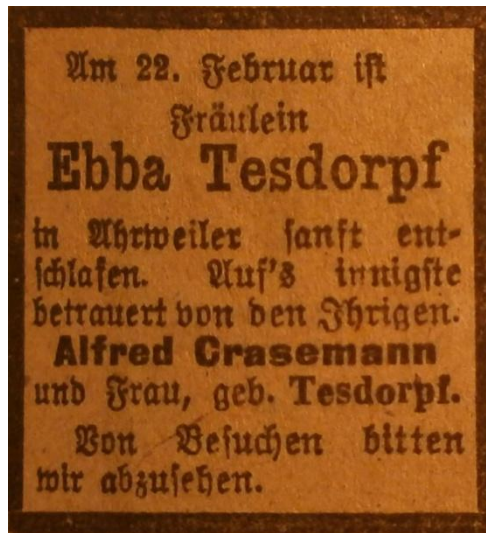 Am 22. Februar ist
Fräulein
Ebba Tesdorpf
in Ahrweiler sanft ent-
schlafen. Auf's innigste
betrauert von den Ihrigen.
Alfred Crasemann
und Frau, geb. Tesdorpf.
Von Besuchen bitten
wir abzusehen.